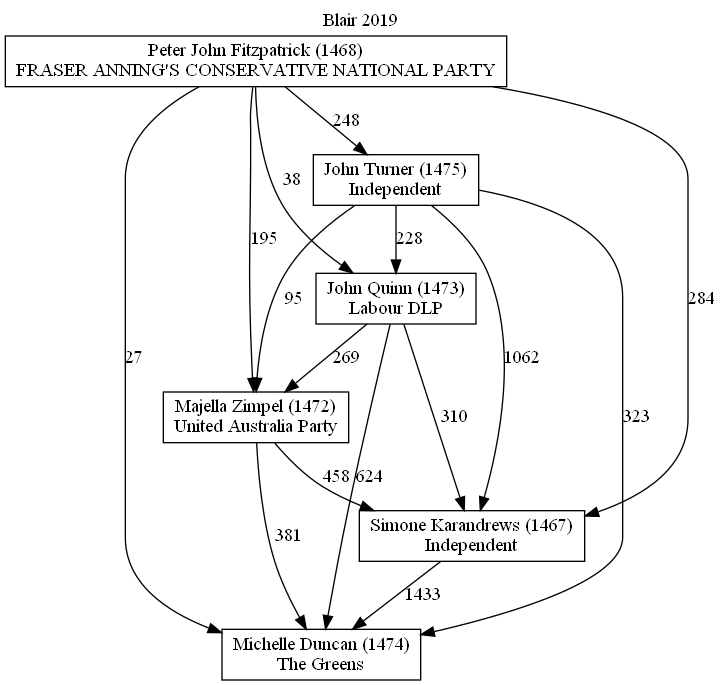 Blair 2019
Peter John Fitzpatrick (1468)
FRASER ANNING'S CONSERVATIVE NATIONAL PARTY
248
John Turner (1475)
Independent
38
195
228
John Quinn (1473)
Labour DLP
95
284
27
269
1062
Majella Zimpel (1472)
United Australia Party
310
323
458
624
Simone Karandrews (1467)
Independent
381
1433
Michelle Duncan (1474)
The Greens